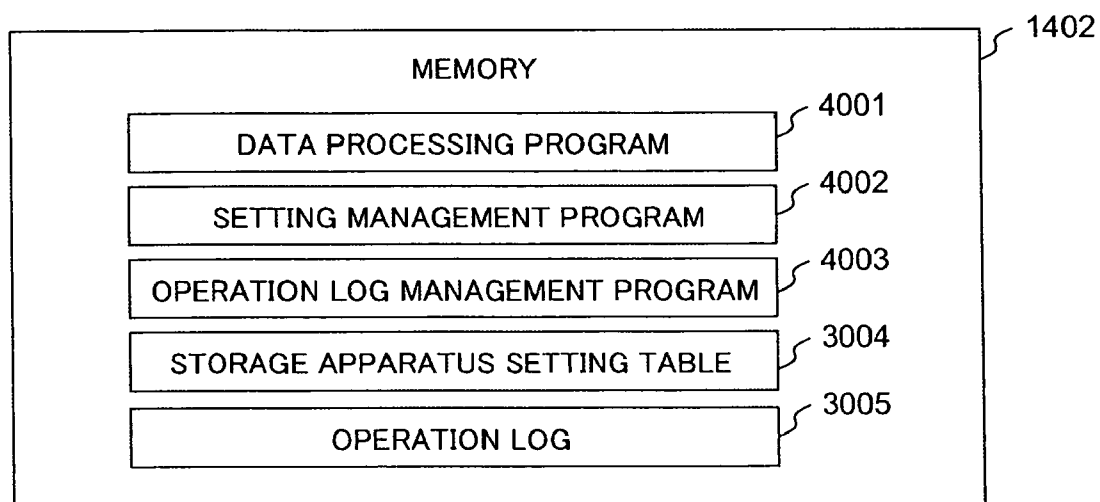 1402
MEMORY
4001
DATA PROCESSING PROGRAM
4002
SETTING MANAGEMENT PROGRAM
4003
OPERATION LOG MANAGEMENT PROGRAM
3004
STORAGE APPARATUS SETTING TABLE
3005
OPERATION LOG